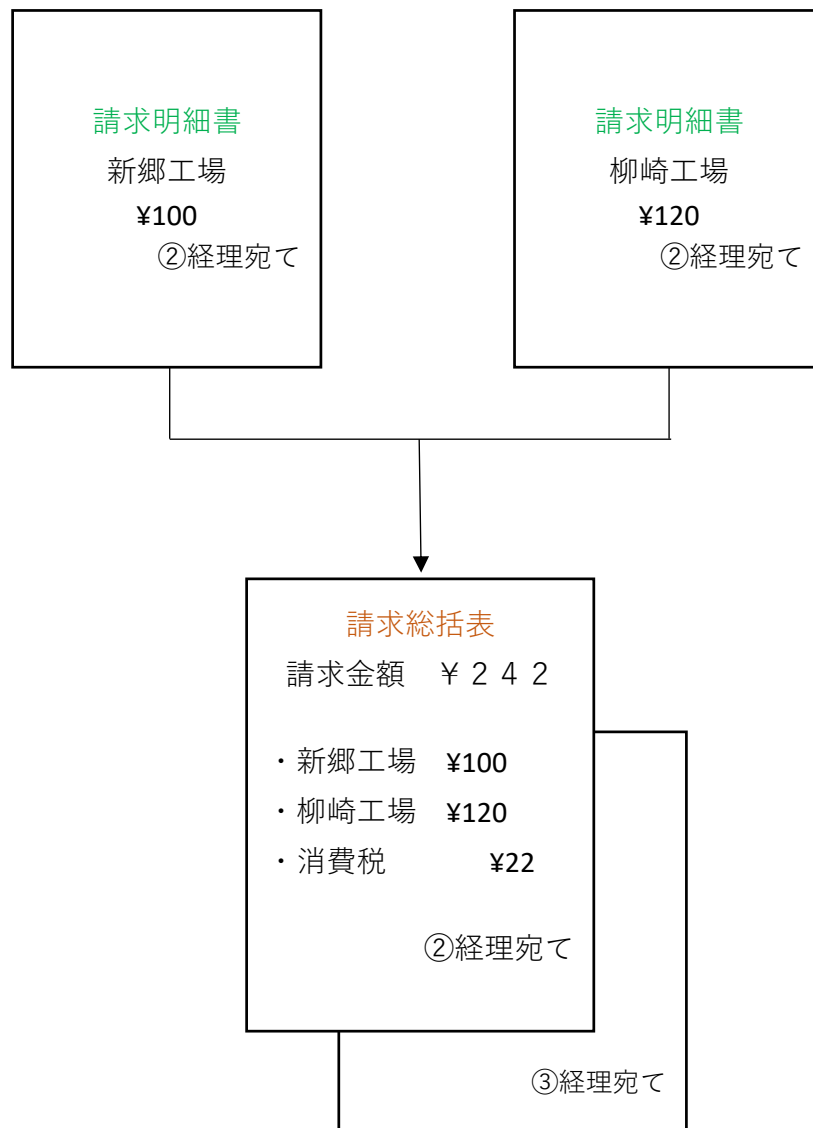 請求明細書
新郷工場
¥100
②経理宛て
請求明細書
柳崎工場
¥120
②経理宛て
請求総括表
請求金額　￥２４２
・新郷工場　¥100
・柳崎工場　¥120
・消費税　　¥22
②経理宛て
③経理宛て